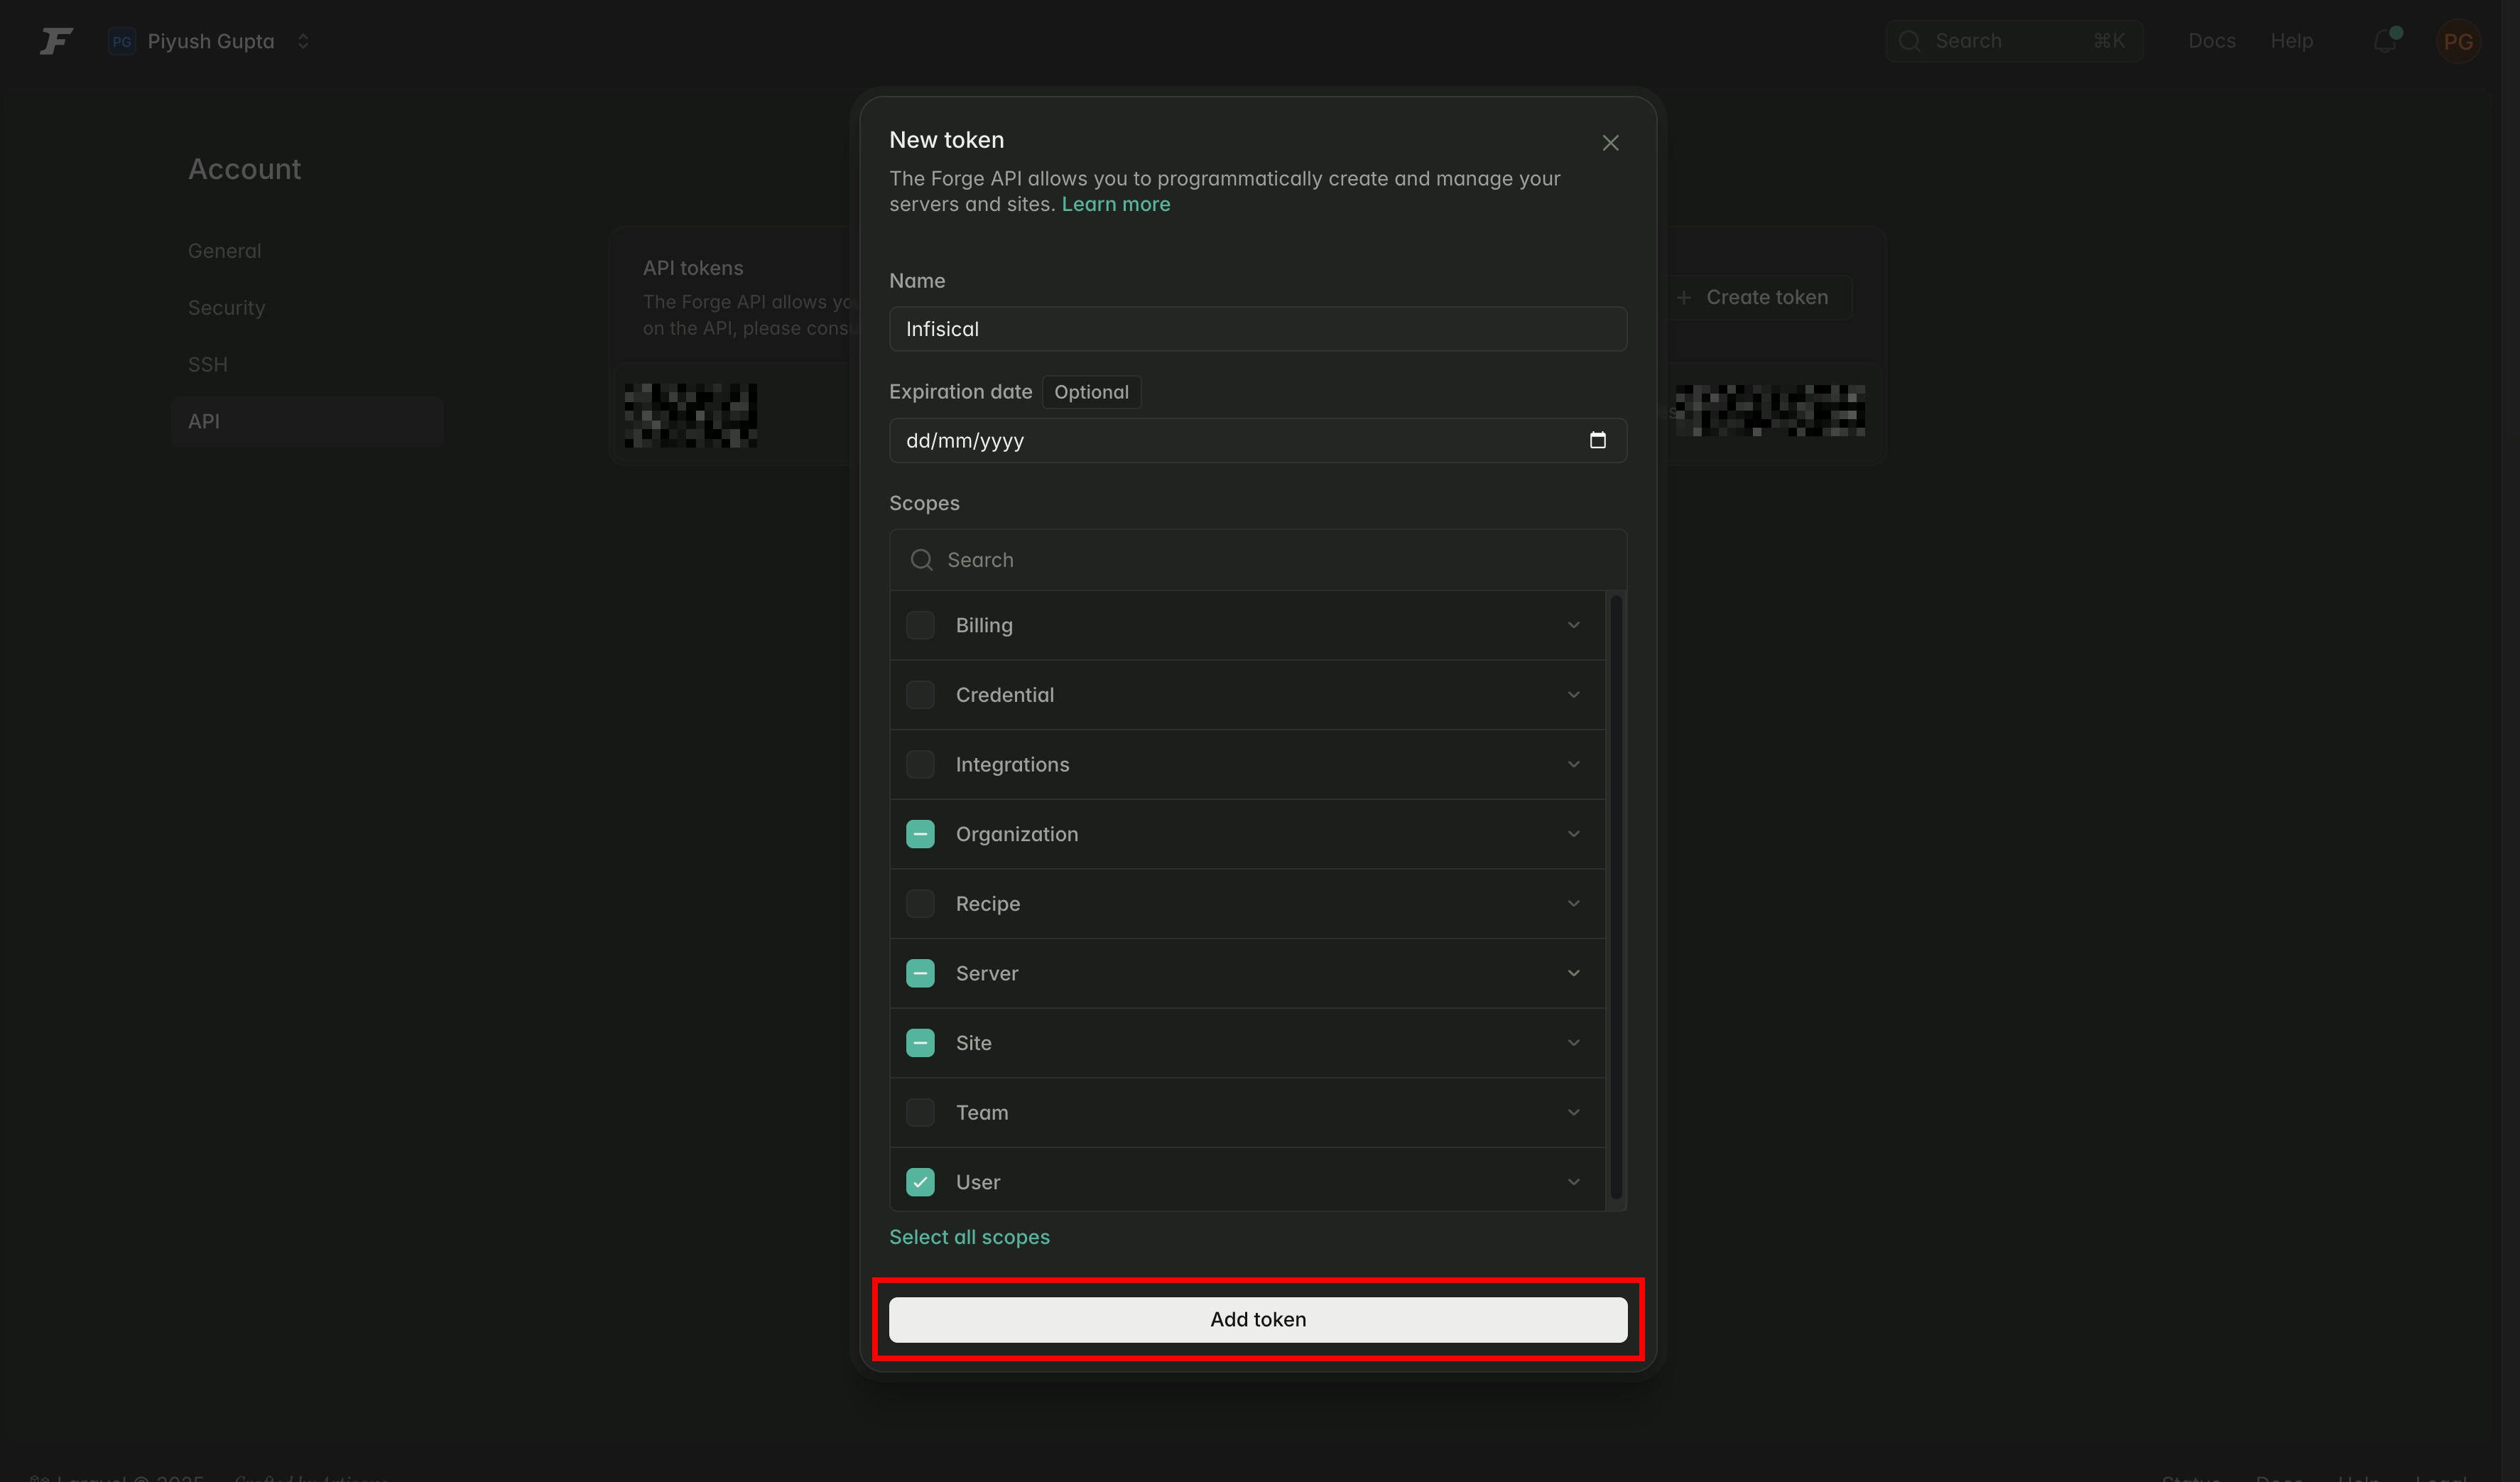 PG Piyush Gupta
Search ⌘K Docs Help PG
Account
General
Security
SSH
API
API tokens
The Forge API allows
on the API, please
Create token
New token
The Forge API allows you to programmatically create and manage your
servers and sites. Learn more
Name
Infisical
Expiration date Optional
dd/mm/yyyy
Scopes
Search
Billing
Credential
Integrations
Organization
Recipe
Server
Site
Team
User
Select all scopes
Add token